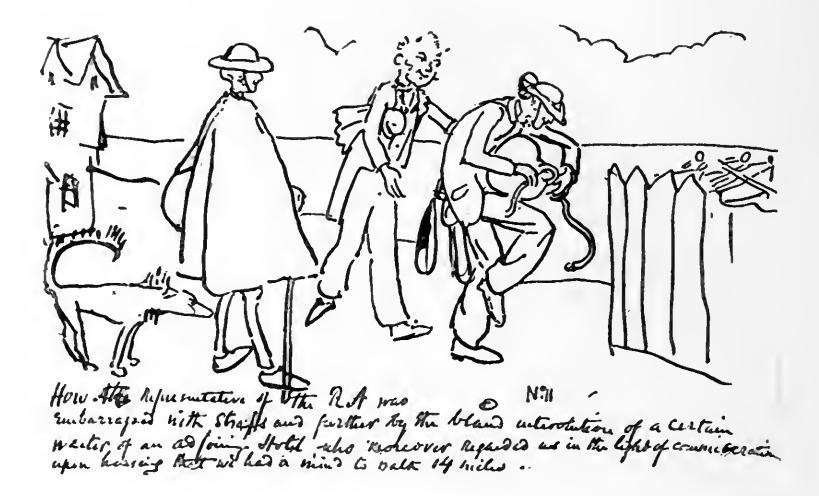 Nº 11
How the Representative of the R.A was
embarrassed with Straps and further by the bland of a certain
waiter of an adjoining Hotel who moreover regarded us in the light of commiseration
upon hearing that we had a mind to walk 14 miles ..